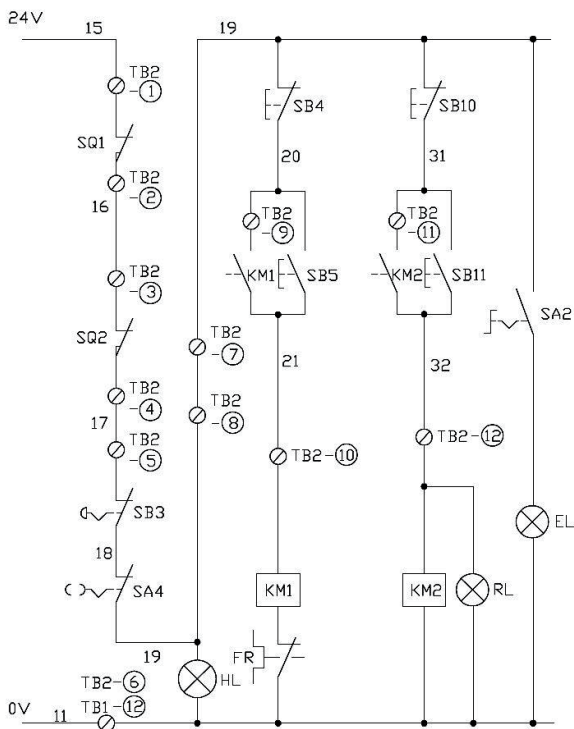 24V
15
19
TB2
-①
SB4
SB10
SQ1
20
31
TB2
-②
16
TB2
-⑨
TB2
-⑪
KM1
SB5
KM2
SB11
TB2
-③
SA2
SQ2
TB2
-⑦
21
32
TB2
-④
17
TB2
-⑧
TB2
-⑤
TB2-⑩
TB2-⑫
SB3
EL
18
SA4
KM1
KM2
RL
19
FR
HL
TB2-⑥
TB1-⑫
0V
11